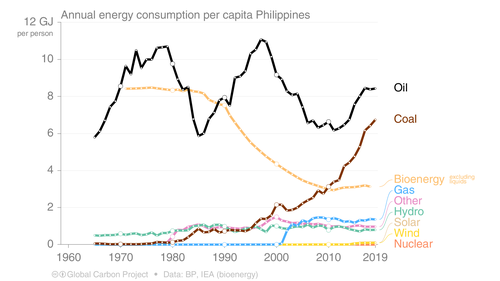 Annual energy consumption per capita Philippines
12 GJ
per person
10
8
6
4
2
0
Oil
Coal
Bioenergy excluding liquids
Gas
Other
Hydro
Solar
Wind
Nuclear
1960 1970 1980 1990 2000 2010 2019
Global Carbon Project • Data: BP, IEA (bioenergy)